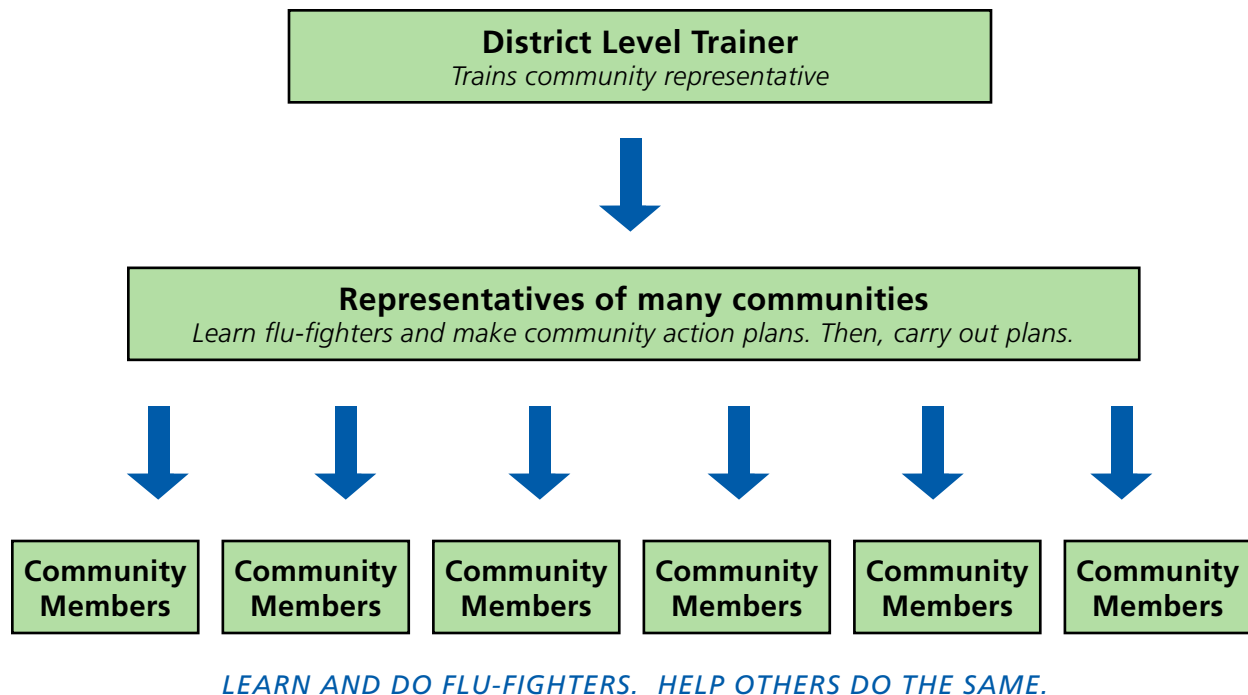 District Level Trainer
Trains community representative
Representatives of many communities
Learn flu-fighters and make community action plans. Then, carry out plans.
Community
Members
Community
Members
Community
Members
Community
Members
Community
Members
Community
Members
LEARN AND DO FLU-FIGHTERS. HELP OTHERS DO THE SAME.